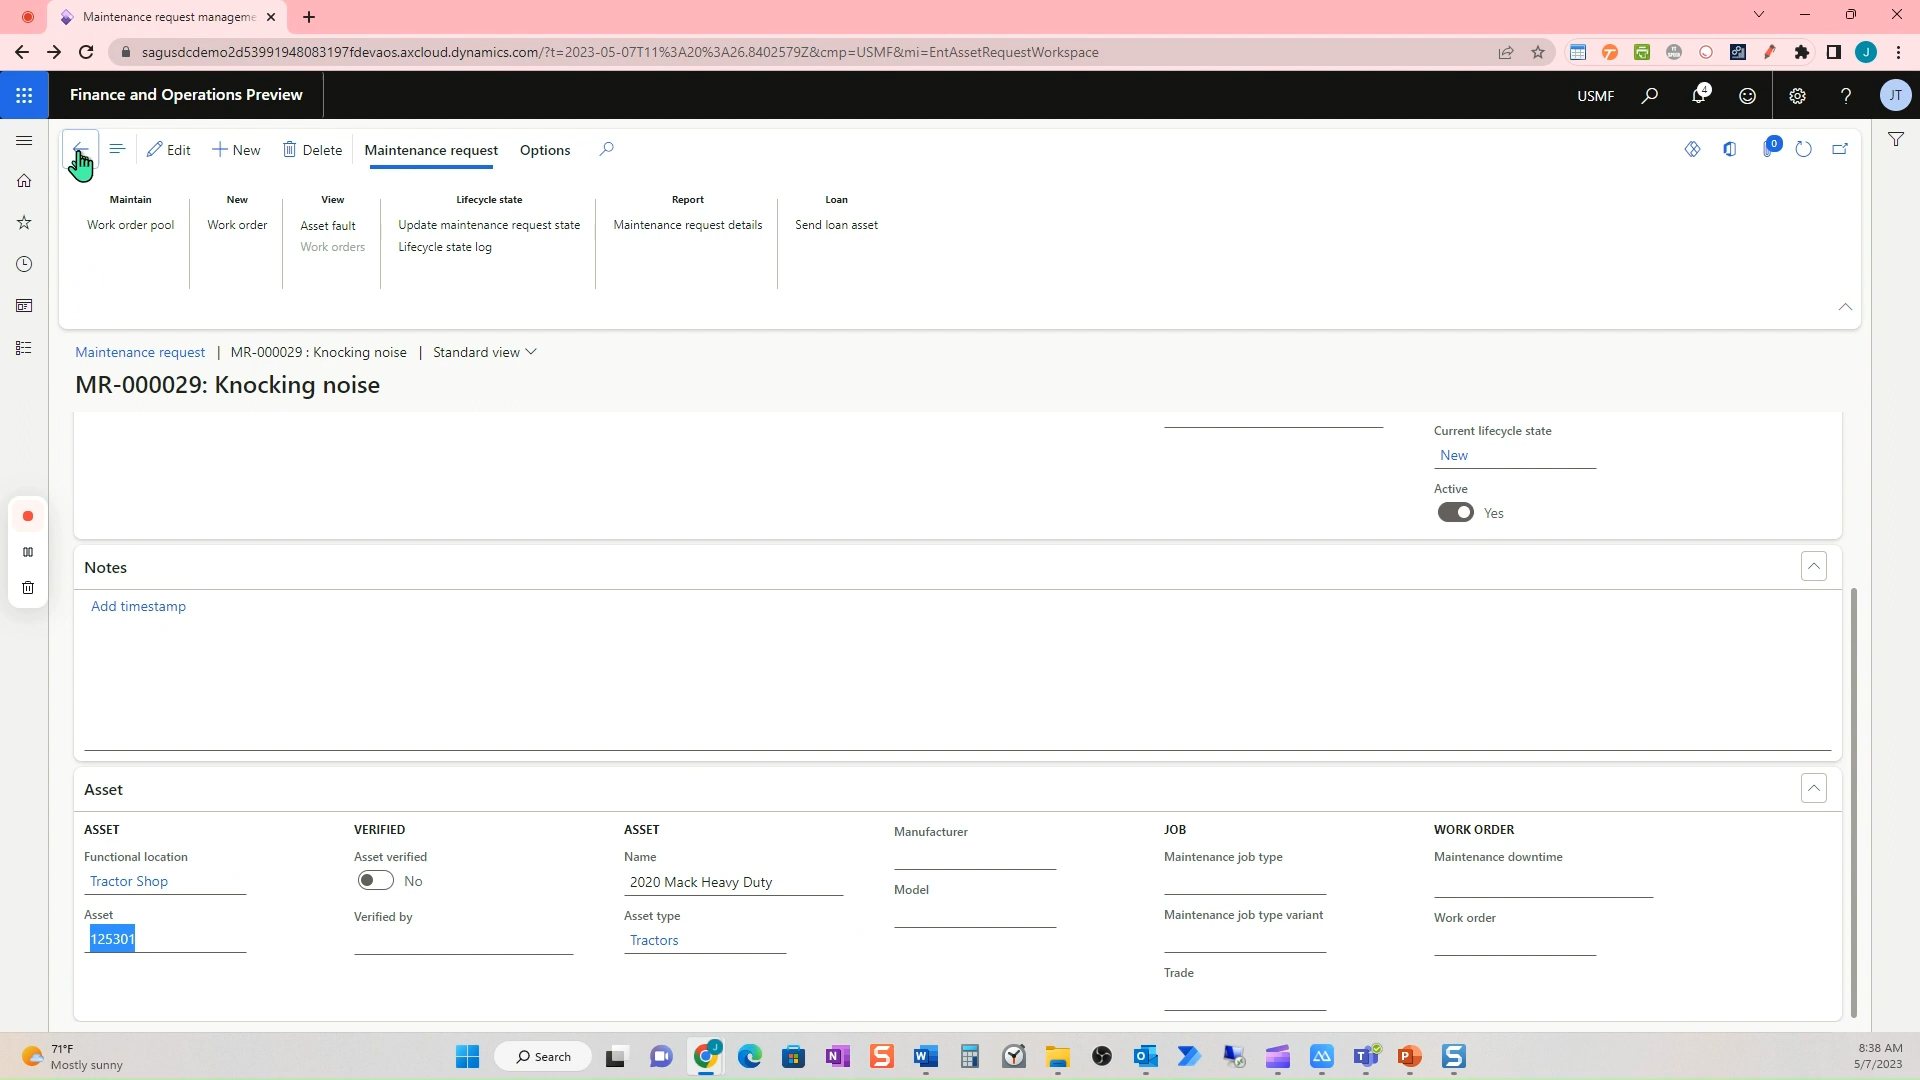 Maintenance request manageme
sagusdcdemo2d53991948083197fdevaos.axcloud.dynamics.com/?t=2023-05-07T11%3A20%3A26.8402579Z&cmp=USMF&mi=EntAssetRequestWorkspace
Finance and Operations Preview
USMF
4
JT
Edit
New
Delete
Maintenance request
Options
0
Maintain
New
View
Lifecycle state
Report
Loan
Work order pool
Work order
Asset fault
Update maintenance request state
Maintenance request details
Send loan asset
Work orders
Lifecycle state log
Maintenance request | MR-000029 : Knocking noise | Standard view
MR-000029: Knocking noise
Current lifecycle state
New
Active
Yes
Notes
Add timestamp
Asset
ASSET
Functional location
Tractor Shop
Asset
125301
VERIFIED
Asset verified
No
Verified by
ASSET
Name
2020 Mack Heavy Duty
Asset type
Tractors
Manufacturer
Model
JOB
Maintenance job type
Maintenance job type variant
Trade
WORK ORDER
Maintenance downtime
Work order
71°F
Mostly sunny
Search
8:38 AM
5/7/2023